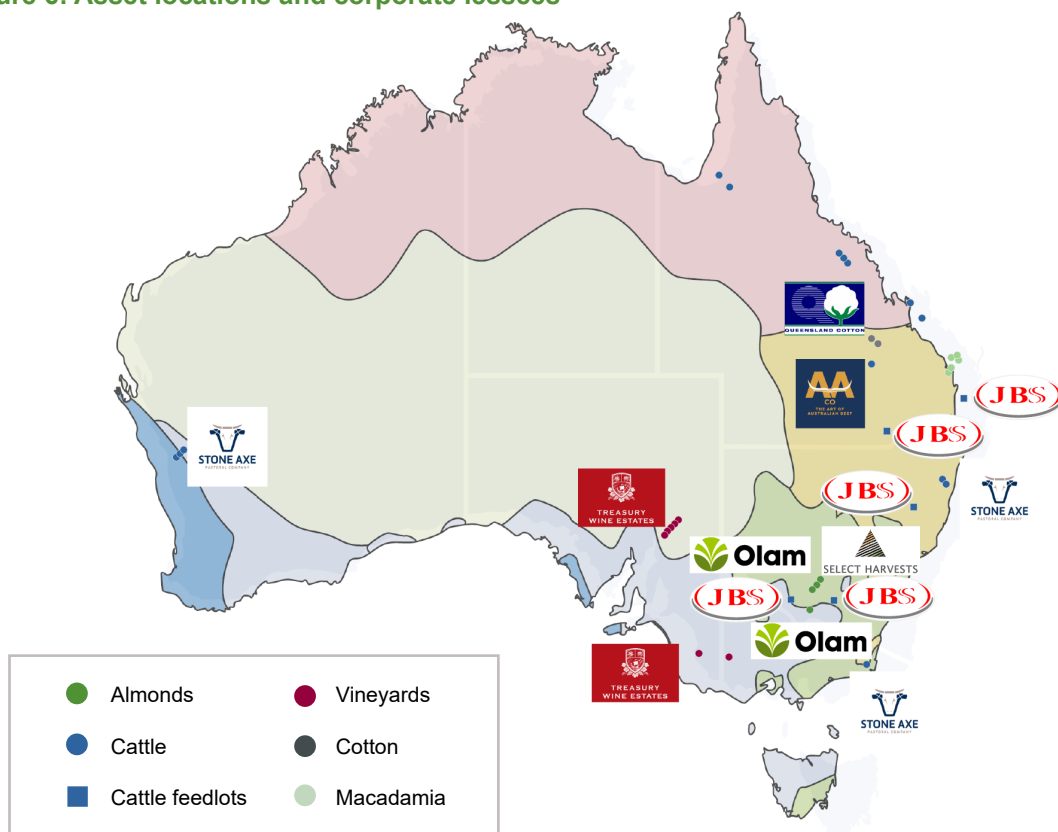 ure 6: Asset locations and corporate lessees
QUEENSLAND COTTON
AA
CO
THE ART OF
AUSTRALIAN BEEF
JBS
JBS
STONE AXE
PASTORAL COMPANY
JBS
STONE AXE
PASTORAL COMPANY
TREASURY
WINE ESTATES
Olam
SELECT HARVESTS
JBS
JBS
Olam
TREASURY
WINE ESTATES
STONE AXE
PASTORAL COMPANY
Almonds
Vineyards
Cattle
Cotton
Cattle feedlots
Macadamia